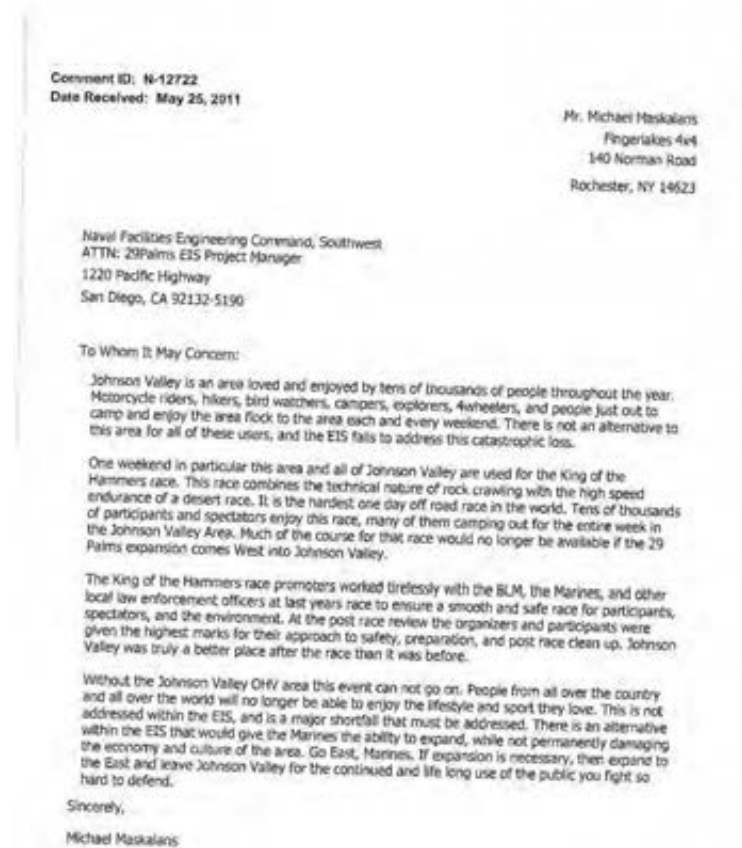 Comment ID: N-12722
Date Received: May 25, 2011
Mr. Michael Maskalans
Fingerlakes 4x4
140 Norman Road
Rochester, NY 14623
Naval Facilities Engineering Command, Southwest
ATTN: 29Palms EIS Project Manager
1220 Pacific Highway
San Diego, CA 92132-5190
To Whom It May Concern:
Johnson Valley is an area loved and enjoyed by tens of thousands of people throughout the year.
Motorcycle riders, hikers, bird watchers, campers, explorers, 4wheelers, and people just out to
camp and enjoy the area flock to the area each and every weekend. There is not an alternative to
this area for all of these users, and the EIS fails to address this catastrophic loss.
One weekend in particular this area and all of Johnson Valley are used for the King of the
Hammers race. This race combines the technical nature of rock crawling with the high speed
endurance of a desert race. It is the hardest one day off road race in the world. Tens of thousands
of participants and spectators enjoy this race, many of them camping out for the entire week in
the Johnson Valley Area. Much of the course for that race would no longer be available if the 29
Palms expansion comes West into Johnson Valley.
The King of the Hammers race promoters worked tirelessly with the BLM, the Marines, and other
local law enforcement officers at last years race to ensure a smooth and safe race for participants,
spectators, and the environment. At the post race review the organizers and participants were
given the highest marks for their approach to safety, preparation, and post race clean up. Johnson
Valley was truly a better place after the race than it was before.
Without the Johnson Valley OHV area this event can not go on. People from all over the country
and all over the world will no longer be able to enjoy the lifestyle and sport they love. This is not
addressed within the EIS, and is a major shortfall that must be addressed. There is an alternative
within the EIS that would give the Marines the ability to expand, while not permanently damaging
the economy and culture of the area. Go East, Marines. If expansion is necessary, then expand to
the East and leave Johnson Valley for the continued and life long use of the public you fight so
hard to defend.
Sincerely,
Michael Maskalans